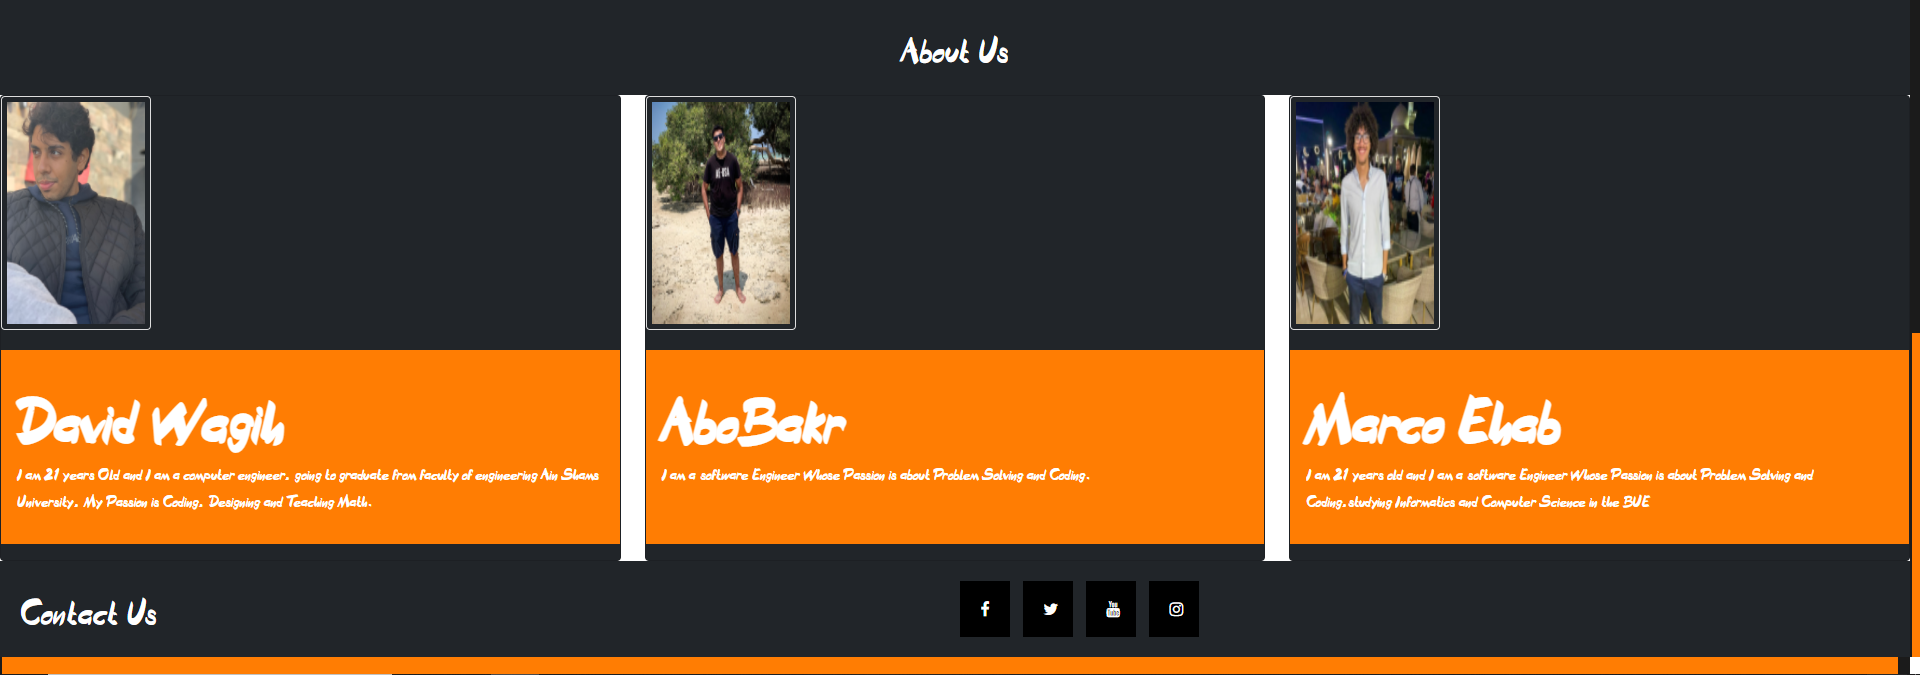 About Us
David Wagih
I am 21 years Old and I am a computer engineer. going to graduate from faculty of engineering Ain Shams
University. My Passion is Coding, Designing and Teaching Math.
AboBakr
I am a software Engineer Whose Passion is about Problem Solving and Coding.
Marco Ehab
I am 21 years old and I am a software Engineer Whose Passion is about Problem Solving and
Coding.studying Informatics and Computer Science in the BUE
Contact Us
You
Tube